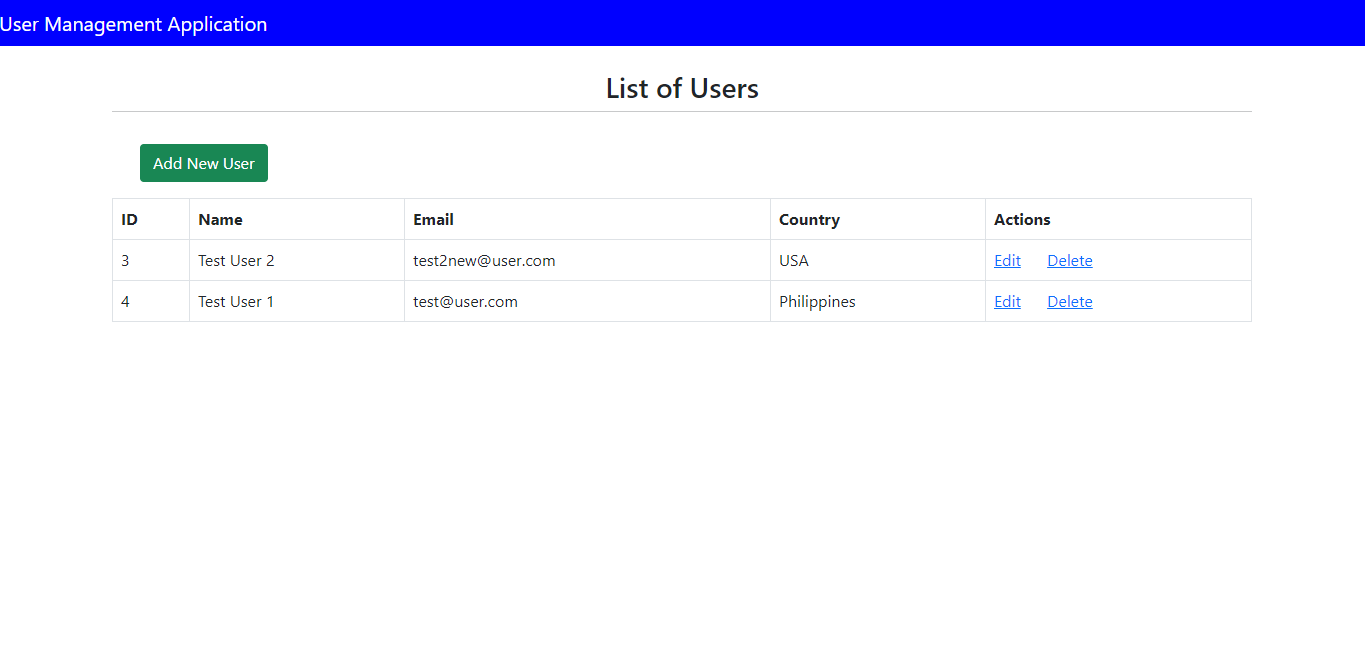 User Management Application
List of Users
Add New User
ID Name Email Country Actions
3 Test User 2 test2new@user.com USA Edit Delete
4 Test User 1 test@user.com Philippines Edit Delete